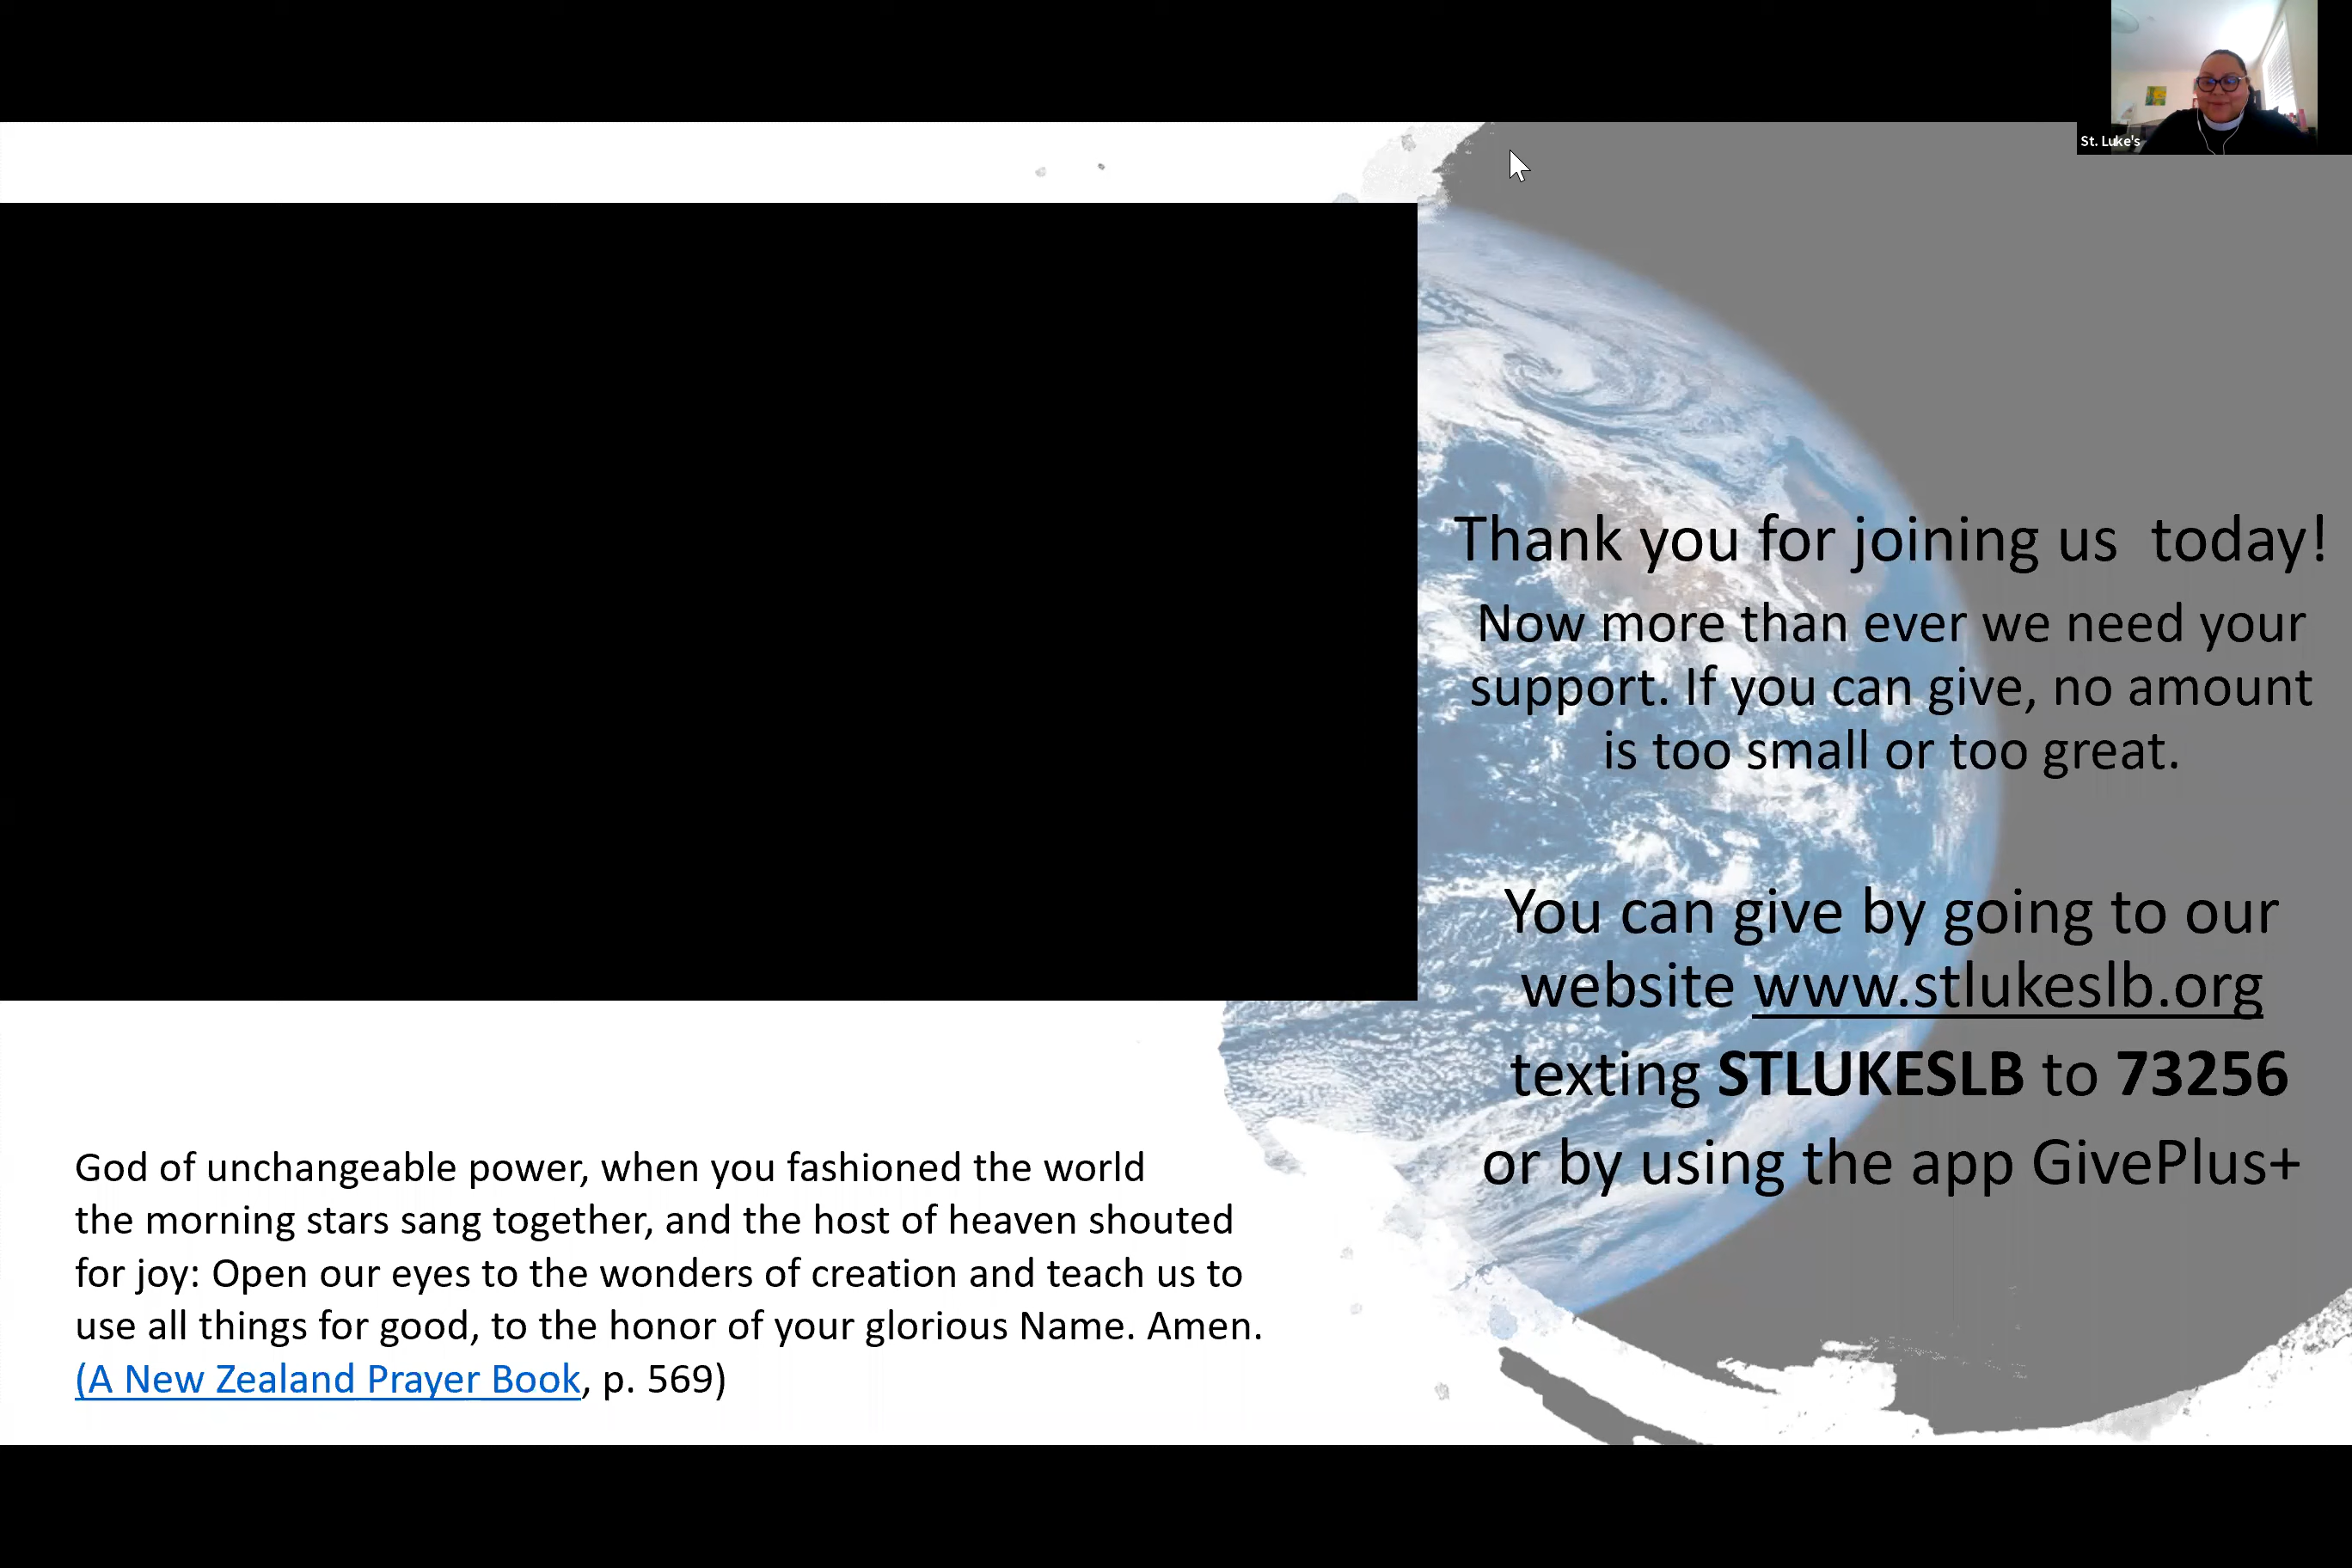 St. Luke's
Thank you for joining us today!
Now more than ever we need your
support. If you can give, no amount
is too small or too great.
You can give by going to our
website www.stlukeslb.org
texting STLUKESLB to 73256
or by using the app GivePlus+
God of unchangeable power, when you fashioned the world
the morning stars sang together, and the host of heaven shouted
for joy: Open our eyes to the wonders of creation and teach us to
use all things for good, to the honor of your glorious Name. Amen.
(A New Zealand Prayer Book, p. 569)